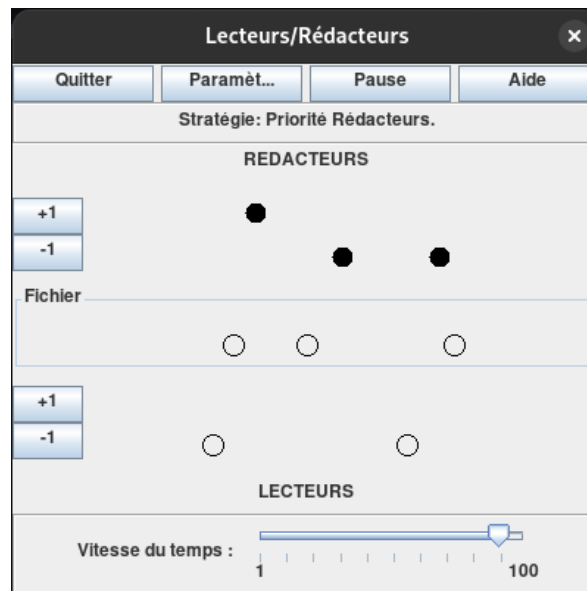 Lecteurs/Rédacteurs
Quitter Paramèt... Pause Aide
Stratégie: Priorité Rédacteurs.
REDACTEURS
+1
-1
Fichier
+1
-1
LECTEURS
Vitesse du temps :
1 100